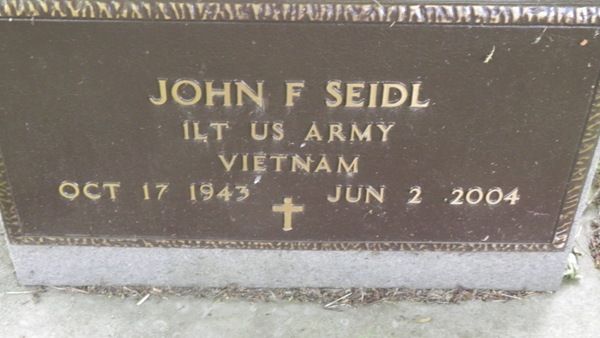 JOHN F SEIDL
1LT US ARMY
VIETNAM
OCT 17 1943 JUN 2 2004